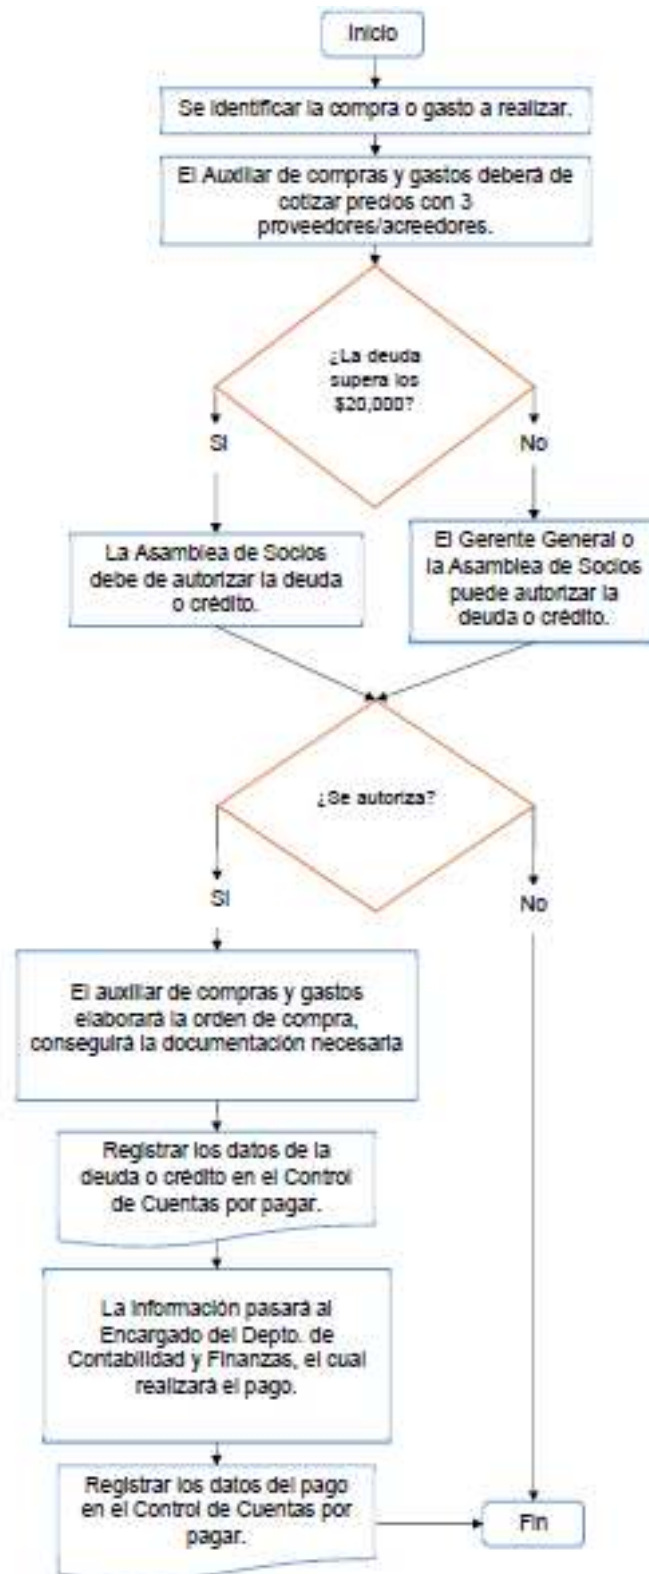 Inicio
Se identificar la compra o gasto a realizar.
El Auxiliar de compras y gastos deberá de
cotizar precios con 3
proveedores/acreedores.
¿La deuda
supera los
$20,000?
Si
No
La Asamblea de Socios
debe de autorizar la deuda
o crédito.
El Gerente General o
la Asamblea de Socios
puede autorizar la
deuda o crédito.
¿Se autoriza?
Si
No
El auxiliar de compras y gastos
elaborará la orden de compra,
conseguirá la documentación necesaria
Registrar los datos de la
deuda o crédito en el Control
de Cuentas por pagar.
La información pasará al
Encargado del Depto. de
Contabilidad y Finanzas, el cual
realizará el pago.
Registrar los datos del pago
en el Control de Cuentas por
pagar.
Fin